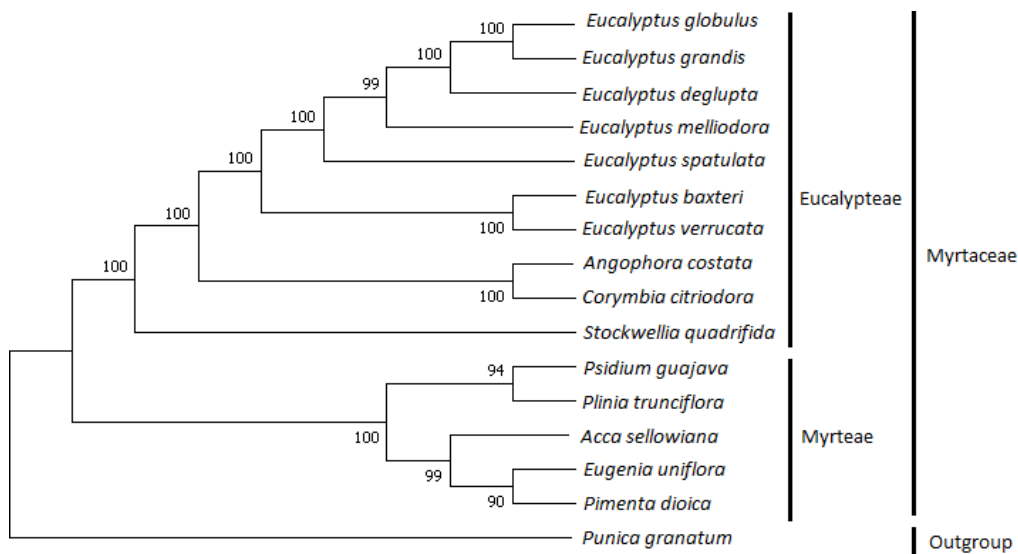 100
Eucalyptus globulus
100
Eucalyptus grandis
99
Eucalyptus deglupta
100
Eucalyptus melliodora
100
Eucalyptus spatulata
100
Eucalyptus baxteri
Eucalypteae
100
Eucalyptus verrucata
100
Angophora costata
Myrtaceae
100
Corymbia citriodora
Stockwellia quadrifida
94
Psidium guajava
Plinia trunciflora
100
Acca sellowiana
Myrteae
99
Eugenia uniflora
90
Pimenta dioica
Punica granatum
Outgroup